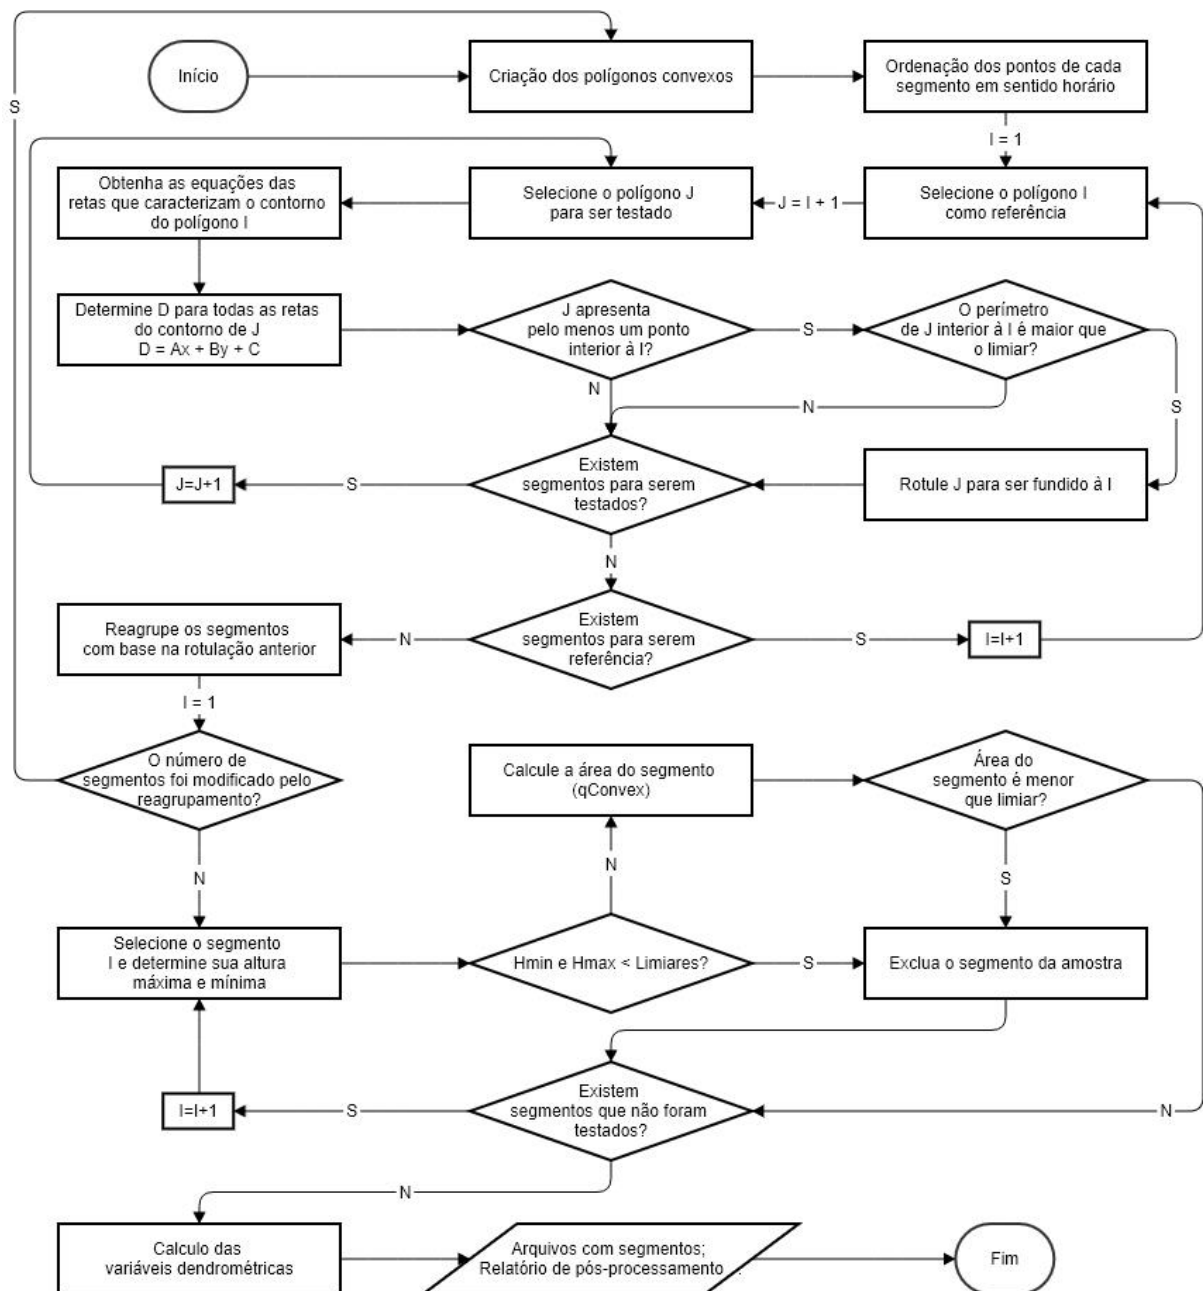 Início
Criação dos polígonos convexos
Ordenação dos pontos de cada
segmento em sentido horário
S
I = 1
Obtenha as equações das
retas que caracterizam o contorno
do polígono I
Selecione o polígono J
para ser testado
J = I + 1
Selecione o polígono I
como referência
Determine D para todas as retas
do contorno de J
D = Ax + By + C
J apresenta
pelo menos um ponto
interior à I?
S
O perímetro
de J interior à I é maior que
o limiar?
N
N
S
J=J+1
S
Existem
segmentos para serem
testados?
Rotule J para ser fundido à I
N
Reagrupe os segmentos
com base na rotulação anterior
N
Existem
segmentos para serem
referência?
S
I=I+1
I = 1
O número de
segmentos foi modificado pelo
reagrupamento?
Calcule a área do segmento
(qConvex)
Área do
segmento é menor
que limiar?
N
N
S
Selecione o segmento
I e determine sua altura
máxima e mínima
Hmin e Hmax < Limiares?
S
Exclua o segmento da amostra
I=I+1
S
Existem
segmentos que não foram
testados?
N
N
Calculo das
variáveis dendrométricas
Arquivos com segmentos;
Relatório de pós-processamento
Fim